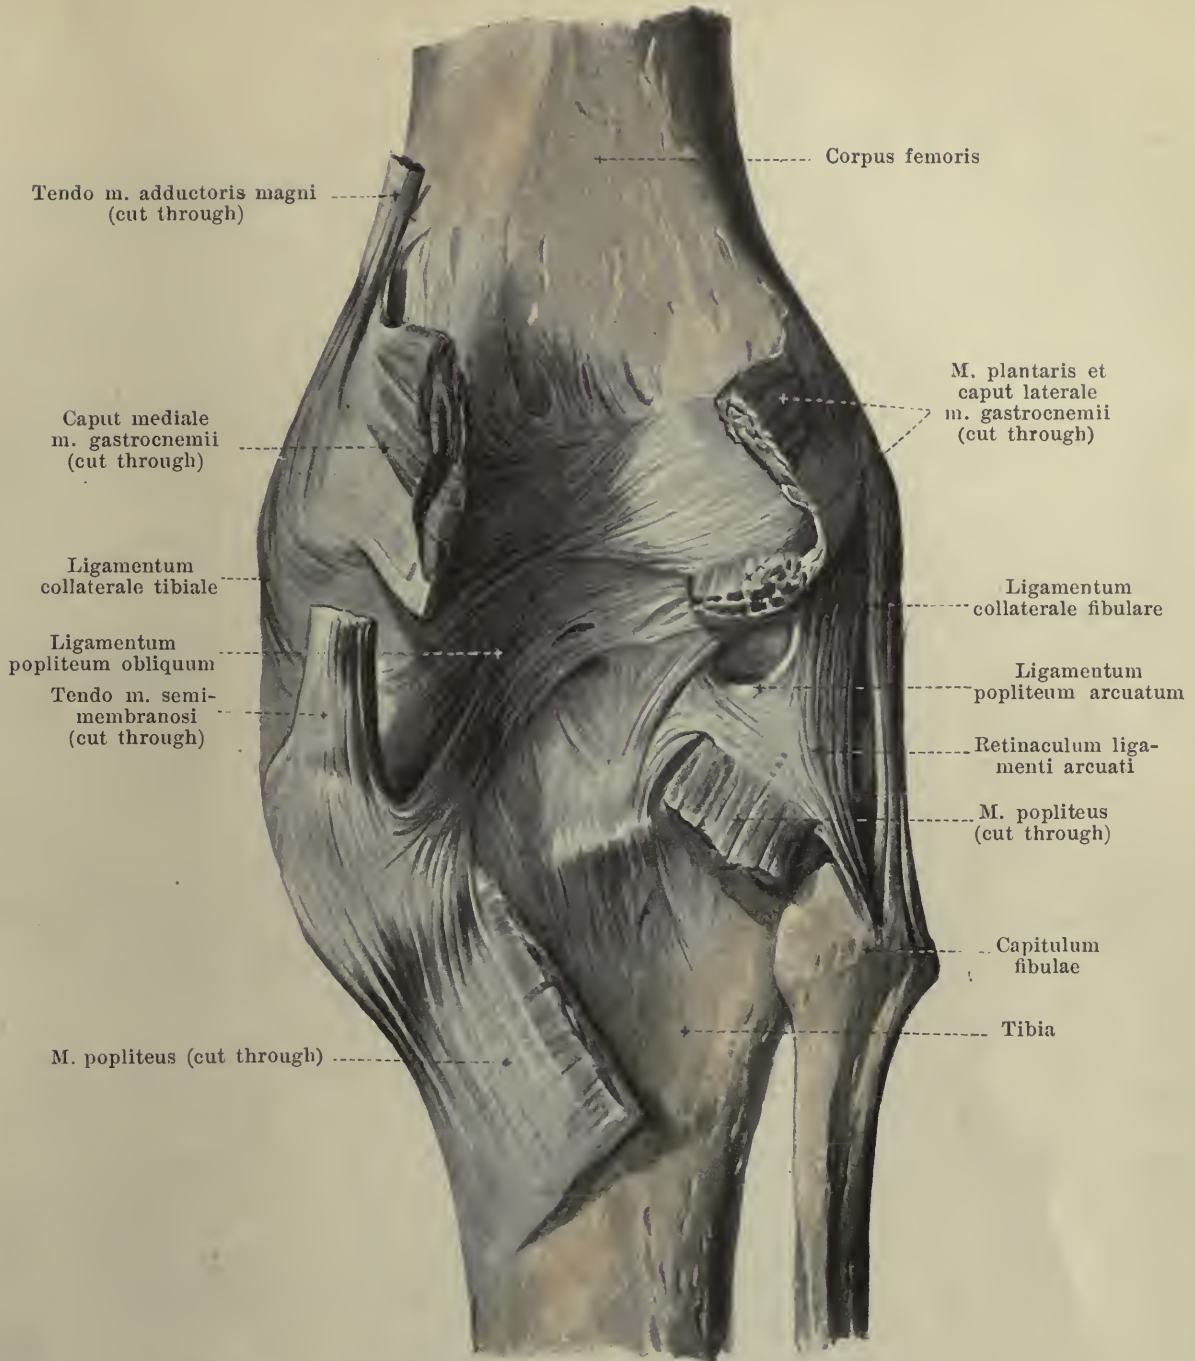 Tendo m. adductoris magni
(cut through)
Caput mediale
m. gastrocnemii
(cut through)
Ligamentum
collaterale tibiale
Ligamentum
popliteum obliquum
Tendo m. semi-
membranosi
(cut through)
M. popliteus (cut through)
Corpus femoris
M. plantaris et
caput laterale
m. gastrocnemii
(cut through)
Ligamentum
collaterale fibulare
Ligamentum
popliteum arcuatum
Retinaculum liga-
menti arcuati
M. popliteus
(cut through)
Capitulum
fibulae
Tibia